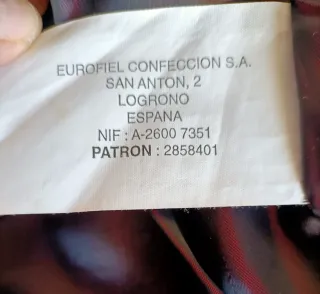 EUROFIEL CONFECCION S.A.
SAN ANTON, 2
LOGRONO
ESPANA
NIF : A-2600 7351
PATRON : 2858401